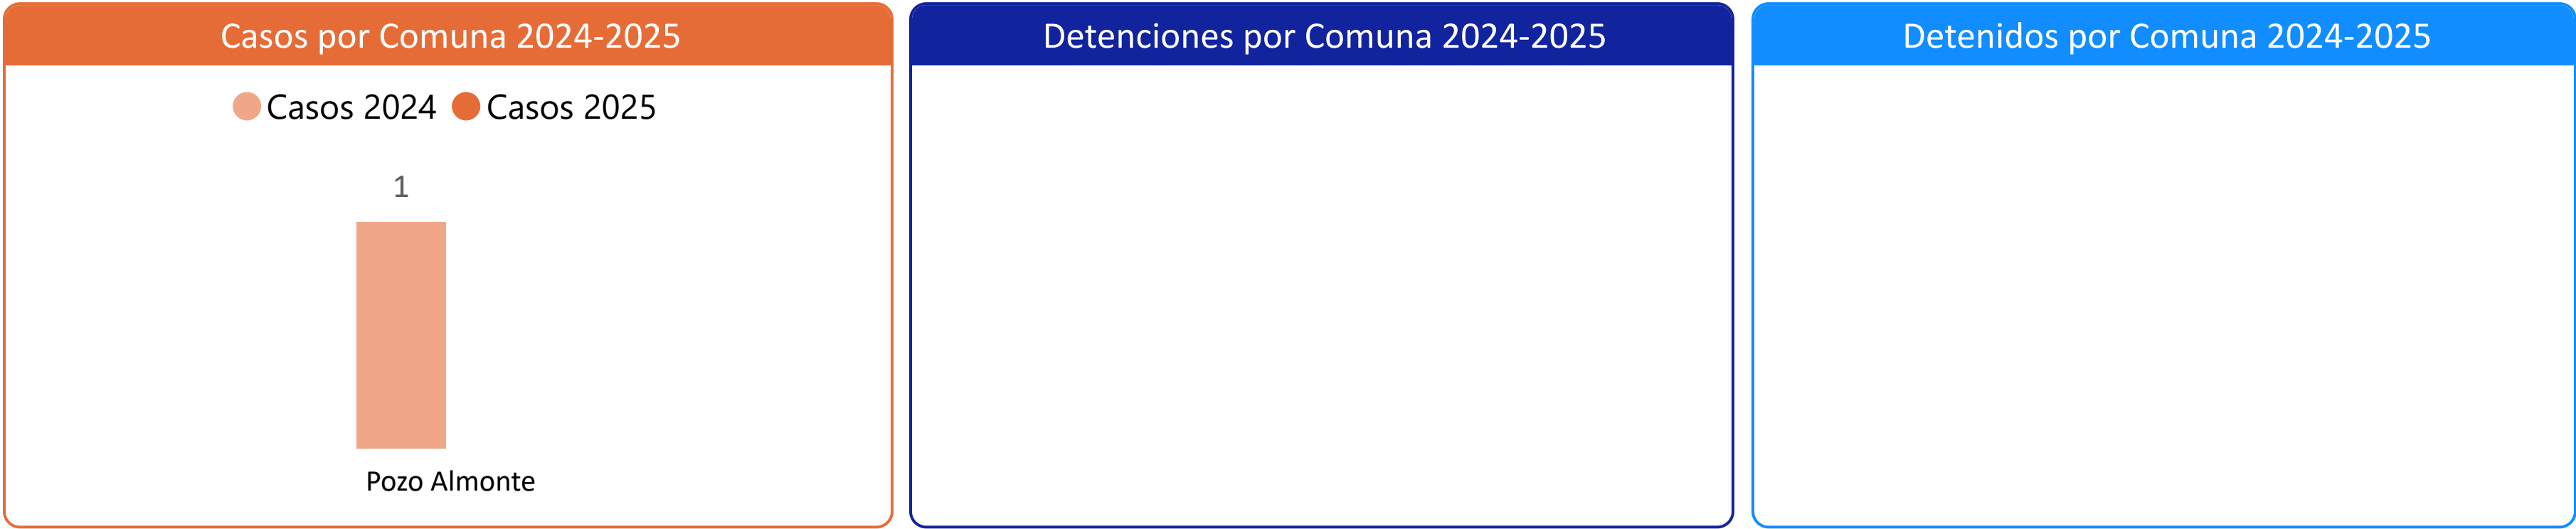 Casos por Comuna 2024-2025
Casos 2024 Casos 2025
1
Pozo Almonte
Detenciones por Comuna 2024-2025
Detenidos por Comuna 2024-2025